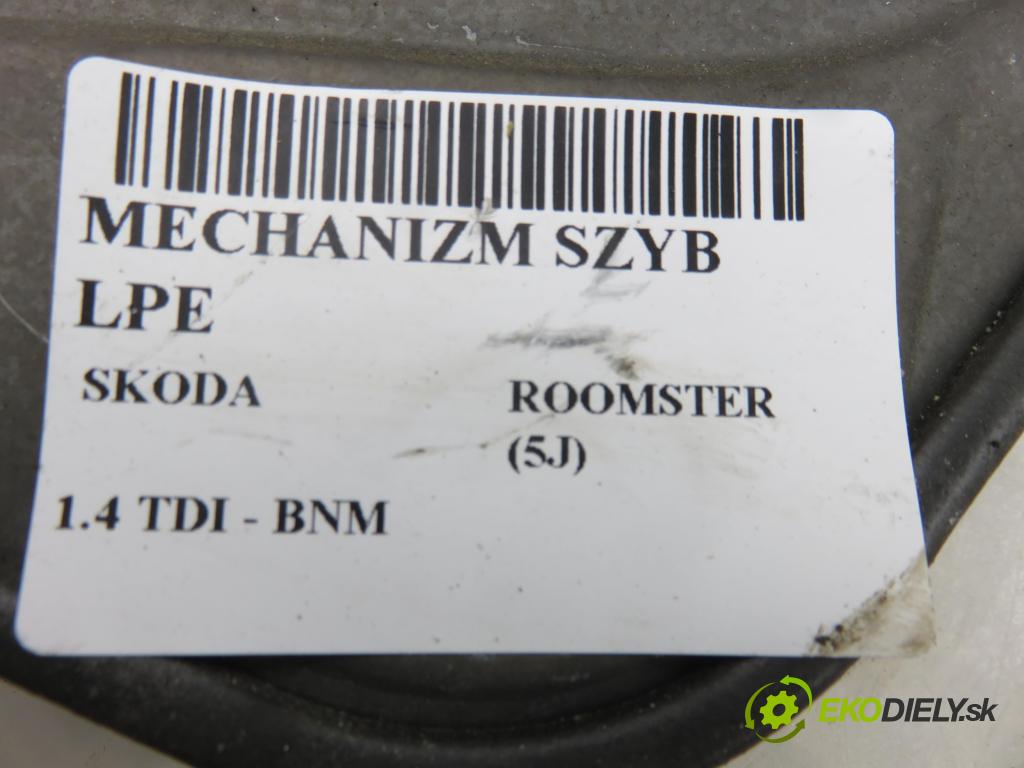 MECHANIZM SZYB
LPE
SKODA ROOMSTER
(5J)
1.4 TDI - BNM
EKODIELY.sk